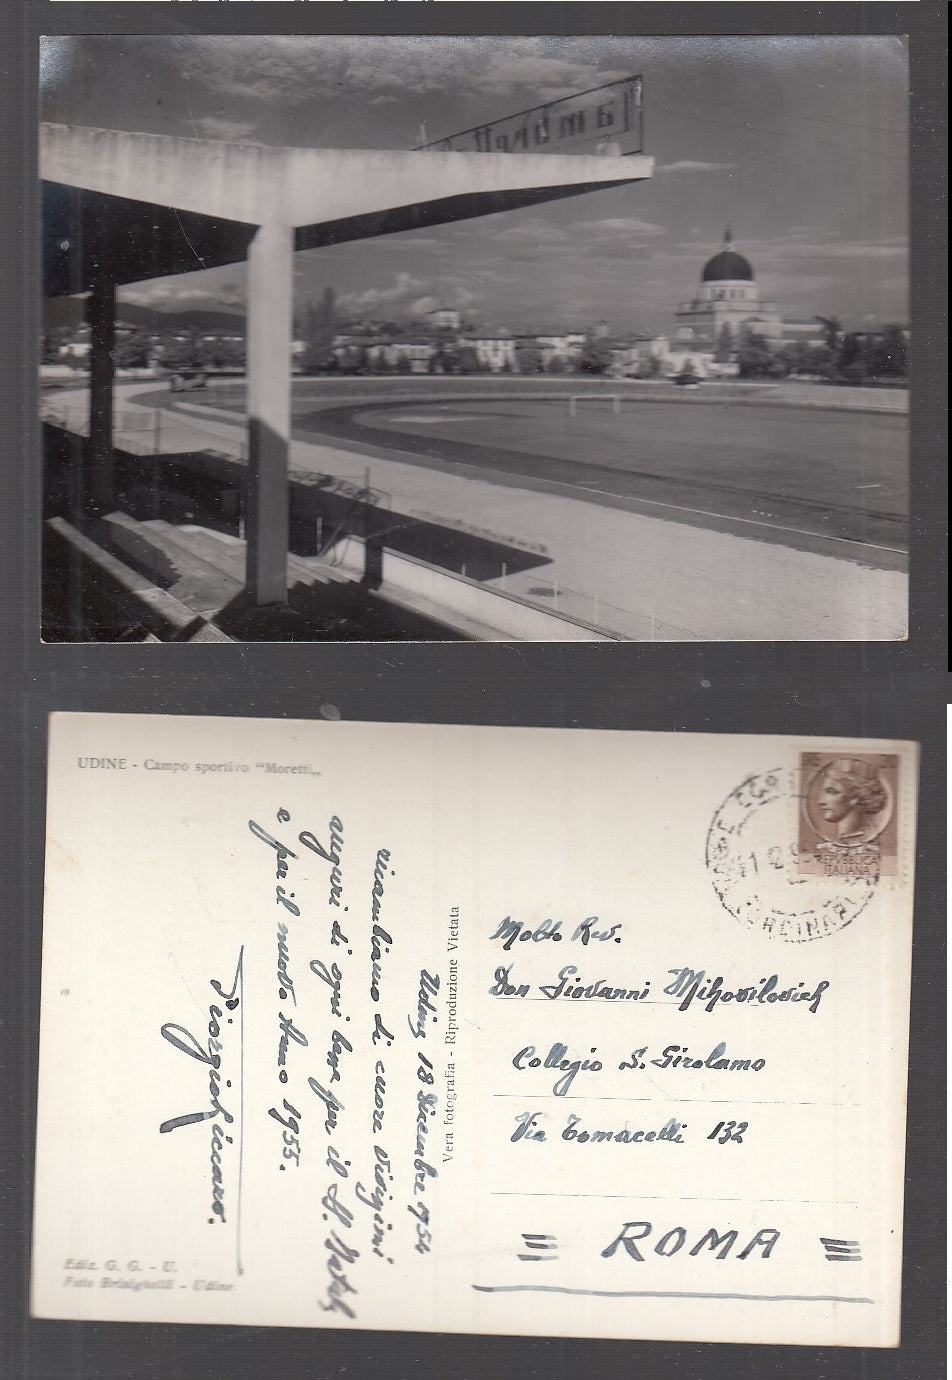 UDINE - Campo sportivo "Moretti„
Udine 18 Dicembre 1954
ricambiamo di cuore vivissimi
auguri di ogni bene per il S. Natale
e per il nuovo Anno 1955.
Vera fotografia - Riproduzione Vietata
Ediz. G. G. - U.
Foto Brisighelli - Udine
REPVBBLICA
ITALIANA
Molto Rev.
Don Giovanni Mihovilovich
Collegio S. Girolamo
Via Tomacelli 132
= ROMA =